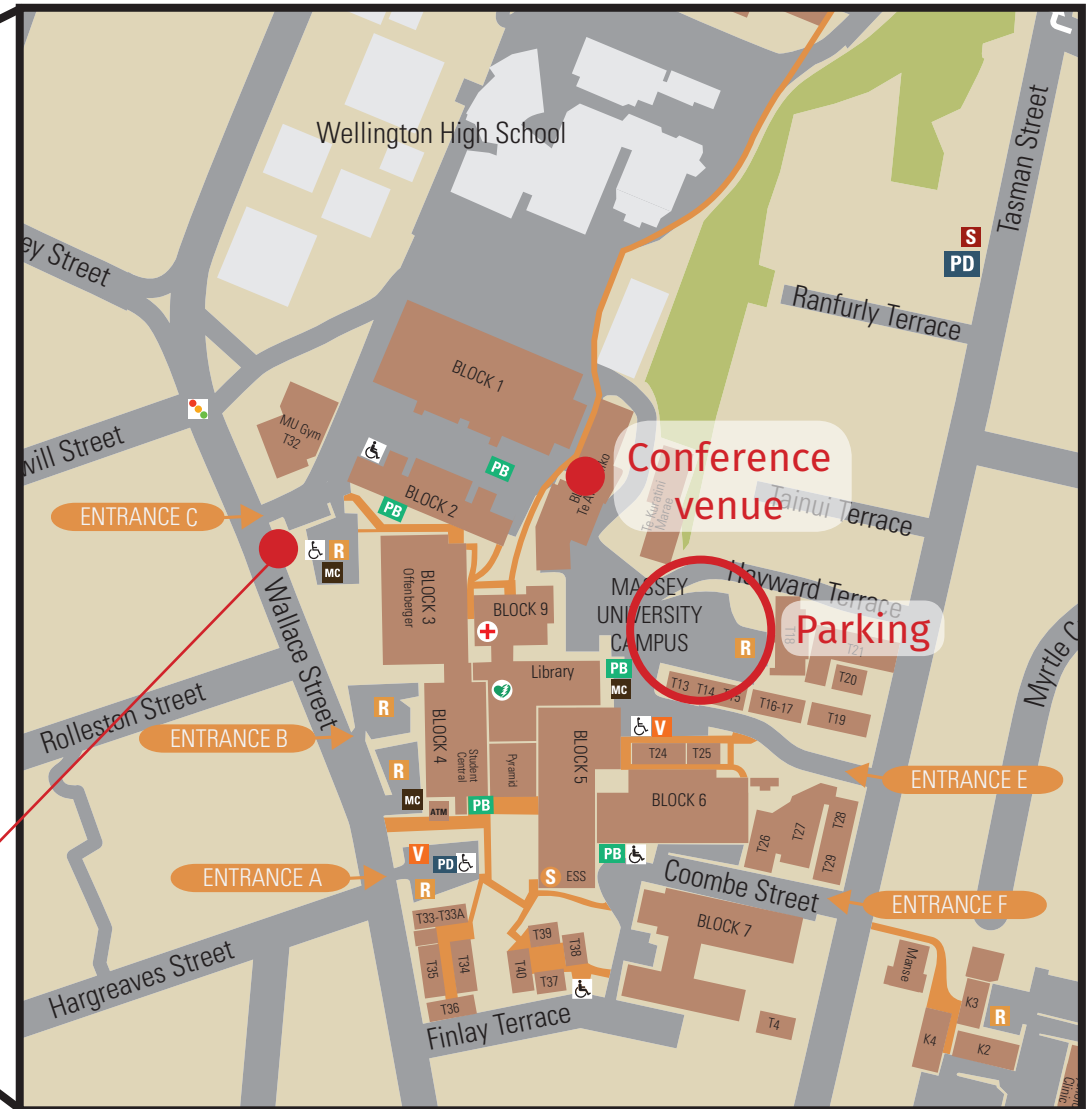 Wellington High School
ey Street
Tasman Street
S
PD
Ranfurly Terrace
BLOCK 1
will Street
MU Gym
T32
PB
BLOCK 2
PB
Conference
venue
Te Kuratini
Marae
Tainui Terrace
ENTRANCE C
R
MC
BLOCK 3
Offenberger
BLOCK 9
MASSEY
UNIVERSITY
CAMPUS
Hayward Terrace
Parking
T18
R
T21
T20
Wallace Street
Library
PB
MC
T13
T14
T15
T16-17
T19
Myrtle C
Rolleston Street
R
ENTRANCE B
BLOCK 4
Student
Central
Pyramid
BLOCK 5
V
T24
T25
R
MC
ATM
PB
BLOCK 6
ENTRANCE E
T26
T27
T28
T29
V
PD
PB
ENTRANCE A
R
S
ESS
Coombe Street
ENTRANCE F
T33-T33A
BLOCK 7
T35
T34
T39
T38
T40
T37
T36
Hargreaves Street
Finlay Terrace
T4
Manse
K3
R
K4
K2
Clinic